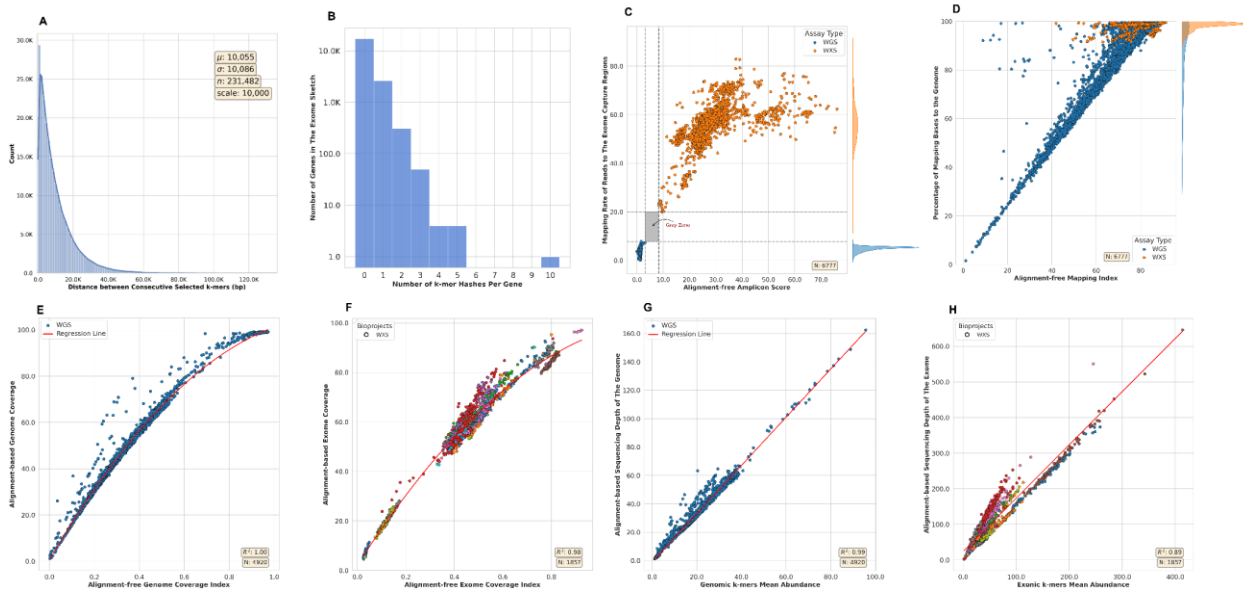 A
Count
30.0K
25.0K
20.0K
15.0K
10.0K
5.0K
0.0
μ: 10,055
σ: 10,086
n: 231,482
scale: 10,000
0 20.0K 40.0K 60.0K 80.0K 100.0K 120.0K
Distance between Consecutive Selected k-mers (bp)
B
Number of Genes in The Exome Sketch
10.0K
1.0K
100.0
10.0
1.0
0 1 2 3 4 5 6 7 8 9 10
Number of k-mer Hashes Per Gene
C
Mapping Rate of Reads to The Exome Capture Regions
Assay Type
WGS
WXS
80.0
60.0
40.0
20.0
0.0
Grey Zone
N: 6777
0.0 10.0 20.0 30.0 40.0 50.0 60.0 70.0
Alignment-free Amplicon Score
D
Percentage of Mapping Bases to the Genome
100
80
60
40
20
0
Assay Type
WGS
WXS
N: 6777
20 40 60 80
Alignment-free Mapping Index
E
Alignment-based Genome Coverage
WGS
Regression Line
100.0
80.0
60.0
40.0
20.0
0.0
R²: 1.00
N: 4920
0.0 0.2 0.4 0.6 0.8 1.0
Alignment-free Genome Coverage Index
F
Alignment-based Exome Coverage
Bioprojects
WXS
100.0
80.0
60.0
40.0
20.0
0.0
R²: 0.98
N: 1857
0.0 0.2 0.4 0.6 0.8
Alignment-free Exome Coverage Index
G
Alignment-based Sequencing Depth of The Genome
WGS
Regression Line
160.0
140.0
120.0
100.0
80.0
60.0
40.0
20.0
0.0
R²: 0.99
N: 4920
0.0 20.0 40.0 60.0 80.0 100.0
Genomic k-mers Mean Abundance
H
Alignment-based Sequencing Depth of The Exome
Bioprojects
WXS
600.0
500.0
400.0
300.0
200.0
100.0
0.0
R²: 0.89
N: 1857
0.0 100.0 200.0 300.0 400.0
Exonic k-mers Mean Abundance